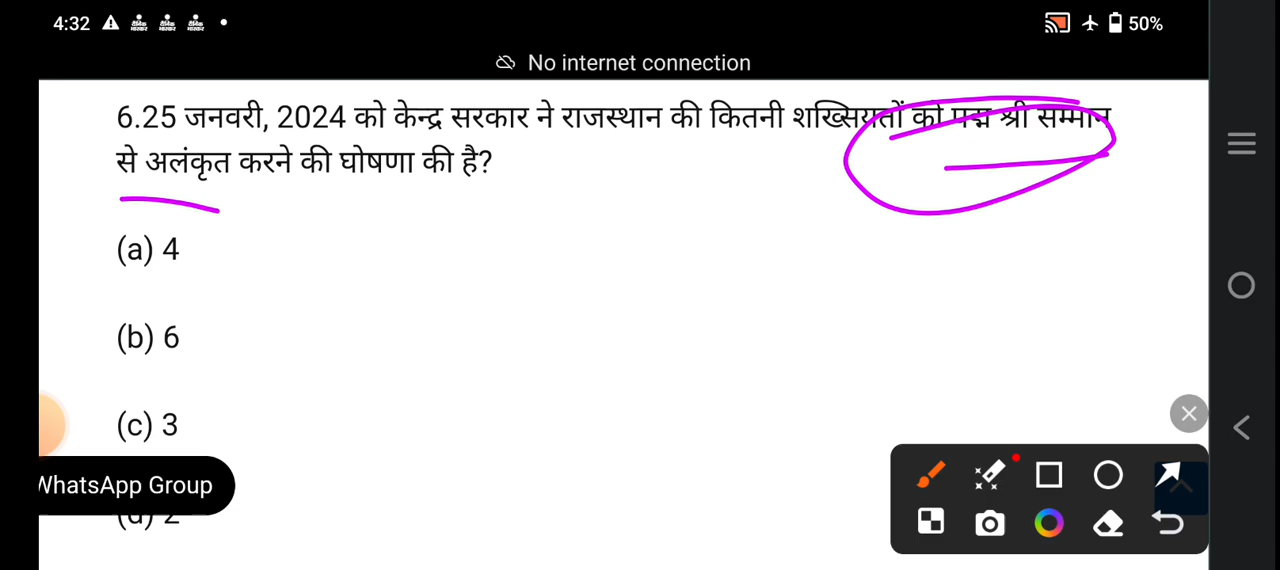 4:32
50%
No internet connection
6.25 जनवरी, 2024 को केन्द्र सरकार ने राजस्थान की कितनी शख्सियतों को पद्म श्री सम्मान
से अलंकृत करने की घोषणा की है?
(a) 4
(b) 6
(c) 3
WhatsApp Group
(d) 2